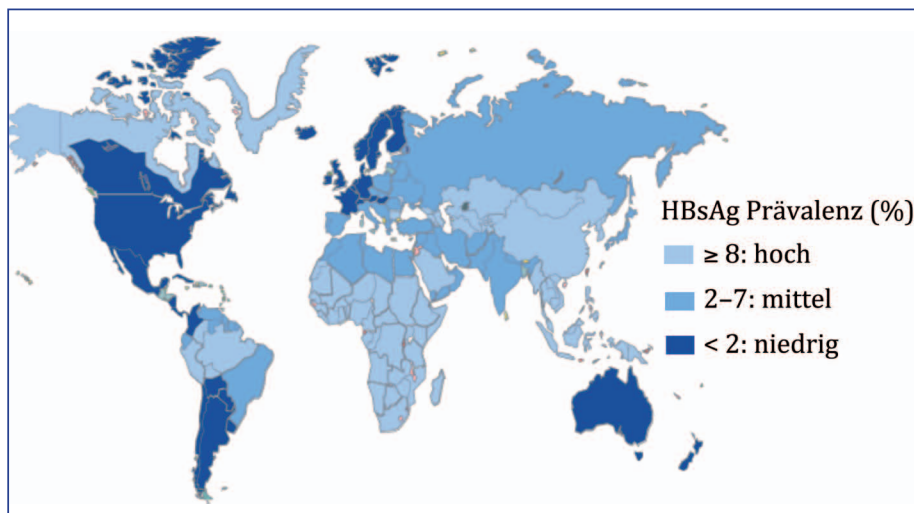 HBsAg Prävalenz (%)
≥ 8: hoch
2–7: mittel
< 2: niedrig